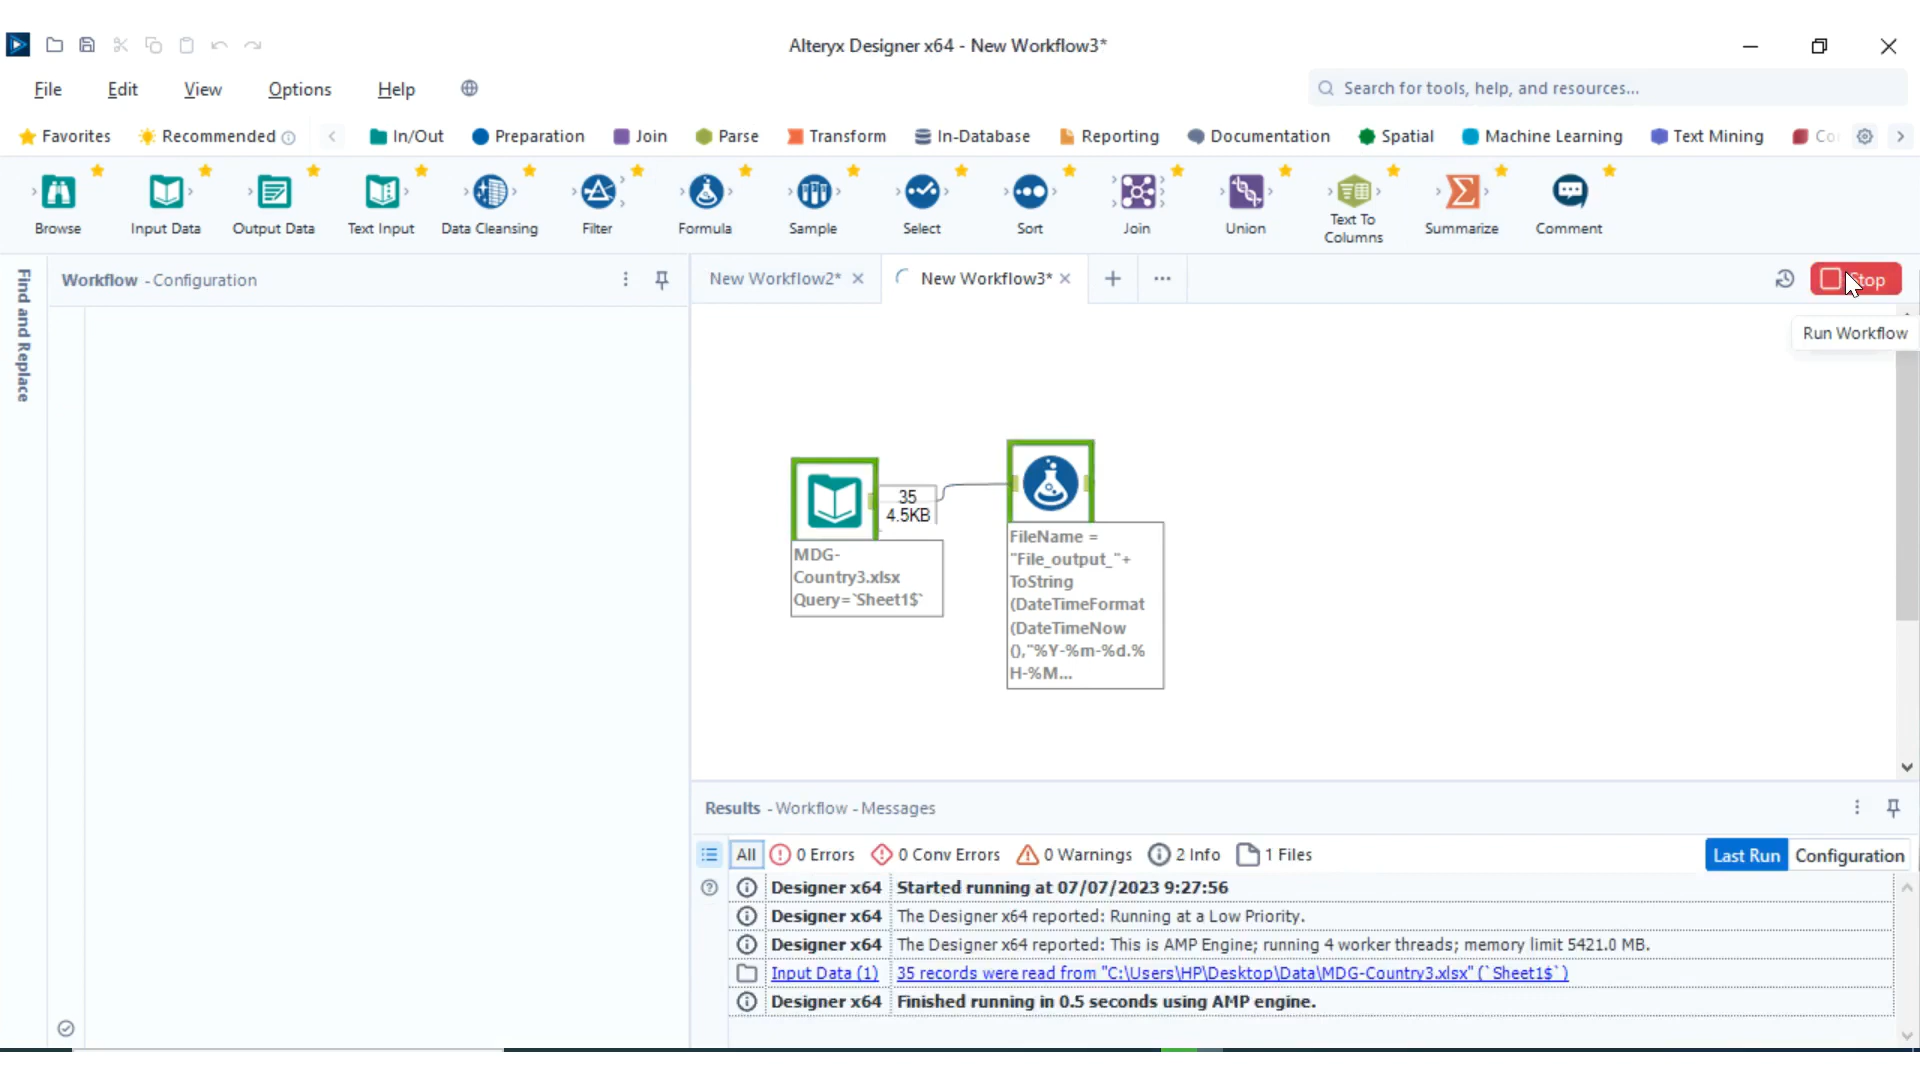 Alteryx Designer x64 - New Workflow3*
File Edit View Options Help
Search for tools, help, and resources...
Favorites Recommended In/Out Preparation Join Parse Transform In-Database Reporting Documentation Spatial Machine Learning Text Mining Co
Browse Input Data Output Data Text Input Data Cleansing Filter Formula Sample Select Sort Join Union Text To Columns Summarize Comment
Find and Replace
Workflow - Configuration
New Workflow2* New Workflow3*
Run Workflow
35
4.5KB
MDG-
Country3.xlsx
Query=`Sheet1$`
FileName =
"File_output_"+
ToString
(DateTimeFormat
(DateTimeNow
(),"%Y-%m-%d.%
H-%M...
Results - Workflow - Messages
All 0 Errors 0 Conv Errors 0 Warnings 2 Info 1 Files Last Run Configuration
Designer x64 Started running at 07/07/2023 9:27:56
Designer x64 The Designer x64 reported: Running at a Low Priority.
Designer x64 The Designer x64 reported: This is AMP Engine; running 4 worker threads; memory limit 5421.0 MB.
Input Data (1) 35 records were read from "C:\Users\HP\Desktop\Data\MDG-Country3.xlsx" (`Sheet1$`)
Designer x64 Finished running in 0.5 seconds using AMP engine.